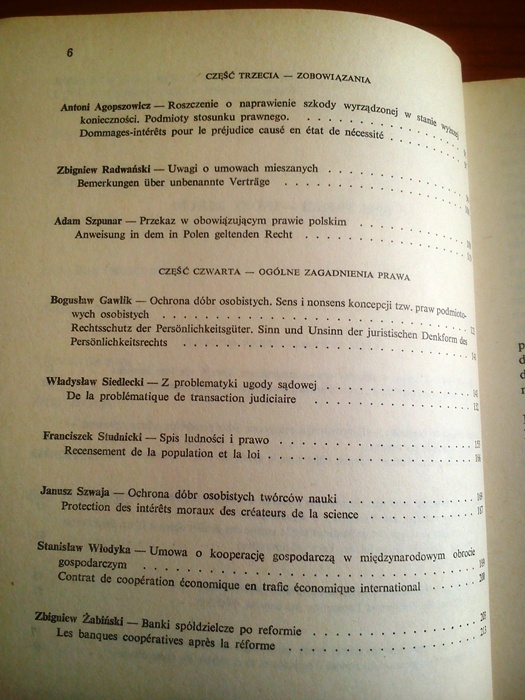 6
CZĘŚĆ TRZECIA — ZOBOWIĄZANIA
Antoni Agopszowicz — Roszczenie o naprawienie szkody wyrządzonej w stanie wyższej
konieczności. Podmioty stosunku prawnego. . . . . . . . . . . .
Dommages-intérêts pour le préjudice causé en état de nécessité . . . . . .
Zbigniew Radwański — Uwagi o umowach mieszanych . . . . . . . . . .
Bemerkungen über unbenannte Verträge . . . . . . . . . . . .
Adam Szpunar — Przekaz w obowiązującym prawie polskim . . . . . . . .
Anweisung in dem in Polen geltenden Recht . . . . . . . . . . .
CZĘŚĆ CZWARTA — OGÓLNE ZAGADNIENIA PRAWA
Bogusław Gawlik — Ochrona dóbr osobistych. Sens i nonsens koncepcji tzw. praw podmioto-
wych osobistych . . . . . . . . . . . . . . . . . . . .
Rechtsschutz der Persönlichkeitsgüter. Sinn und Unsinn der juristischen Denkform des
Persönlichkeitsrechts . . . . . . . . . . . . . . . . . .
Władysław Siedlecki — Z problematyki ugody sądowej . . . . . . . . . .
De la problématique de transaction judiciaire . . . . . . . . . .
Franciszek Studnicki — Spis ludności i prawo . . . . . . . . . . . .
Recensement de la population et la loi . . . . . . . . . . . .
Janusz Szwaja — Ochrona dóbr osobistych twórców nauki . . . . . . . .
Protection des intérêts moraux des créateurs de la science . . . . . . . 167
Stanisław Włodyka — Umowa o kooperację gospodarczą w międzynarodowym obrocie
gospodarczym . . . . . . . . . . . . . . . . . . . .
Contrat de coopération économique en trafic économique international . . . .
Zbigniew Żabiński — Banki spółdzielcze po reformie . . . . . . . . . .
Les banques coopératives après la réforme . . . . . . . . . . . 213